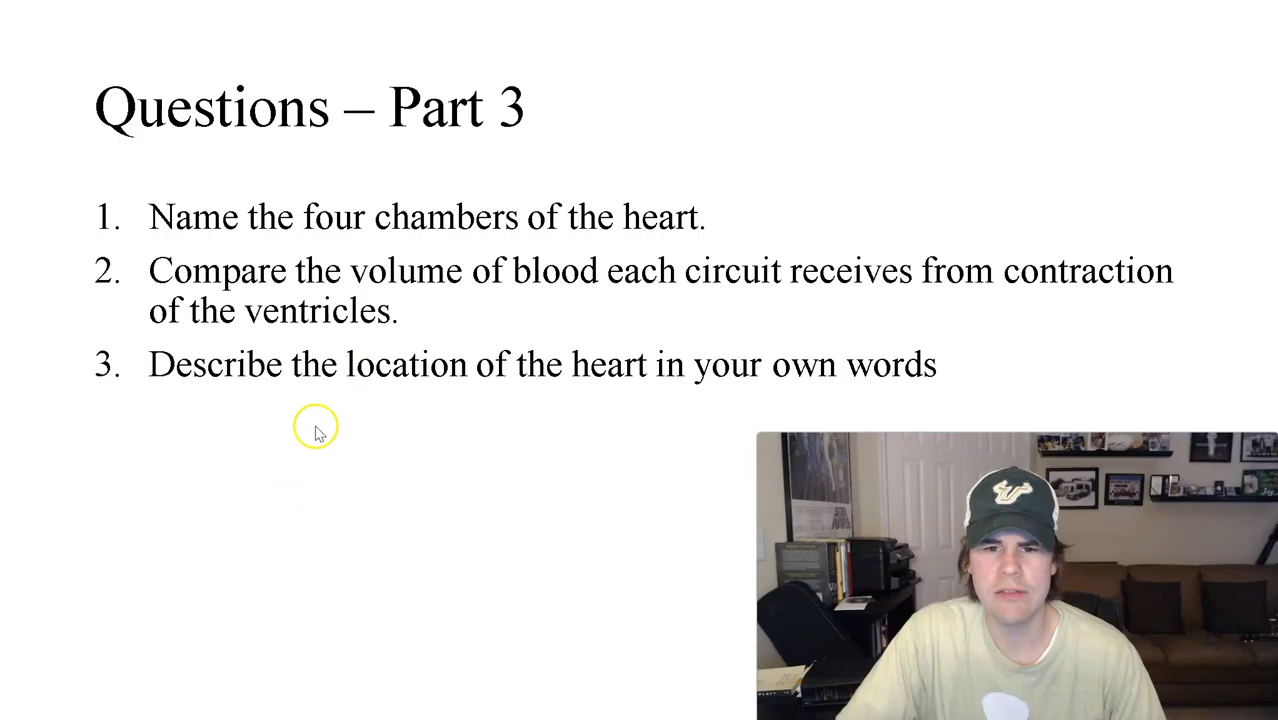 Questions – Part 3
1. Name the four chambers of the heart.
2. Compare the volume of blood each circuit receives from contraction
of the ventricles.
3. Describe the location of the heart in your own words